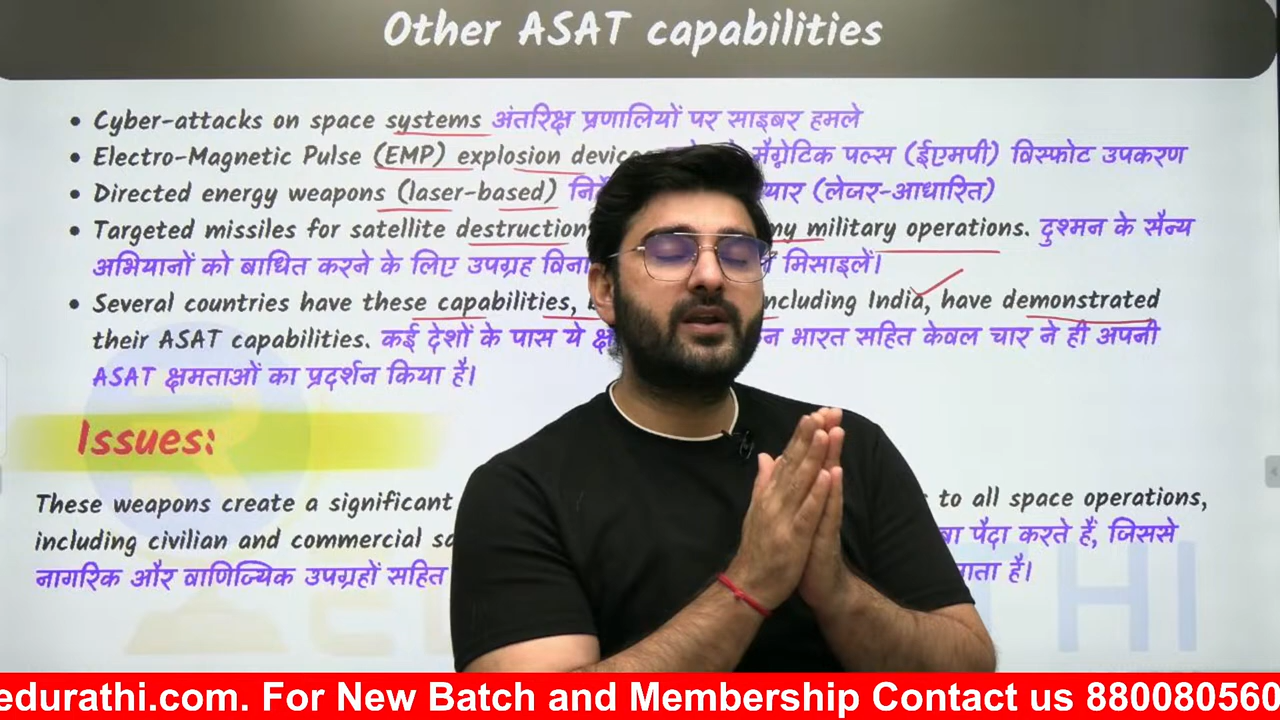 Other ASAT capabilities
Cyber-attacks on space systems अंतरिक्ष प्रणालियों पर साइबर हमले
Electro-Magnetic Pulse (EMP) explosion मैग्नेटिक पल्स (ईएमपी) विस्फोट उपकरण
Directed energy weapons (laser-based) (लेजर-आधारित)
Targeted missiles for satellite destruction military operations. दुश्मन के सैन्य
अभियानों को बाधित करने के लिए उपग्रह मिसाइलें।
Several countries have these capabilities, including India, have demonstrated
their ASAT capabilities. कई देशों के पास ये भारत सहित केवल चार ने ही अपनी
ASAT क्षमताओं का प्रदर्शन किया है।
Issues:
These weapons create a significant to all space operations,
including civilian and commercial पैदा करते हैं, जिससे
नागरिक और वाणिज्यिक उपग्रहों सहित है।
edurathi.com. For New Batch and Membership Contact us 880080560